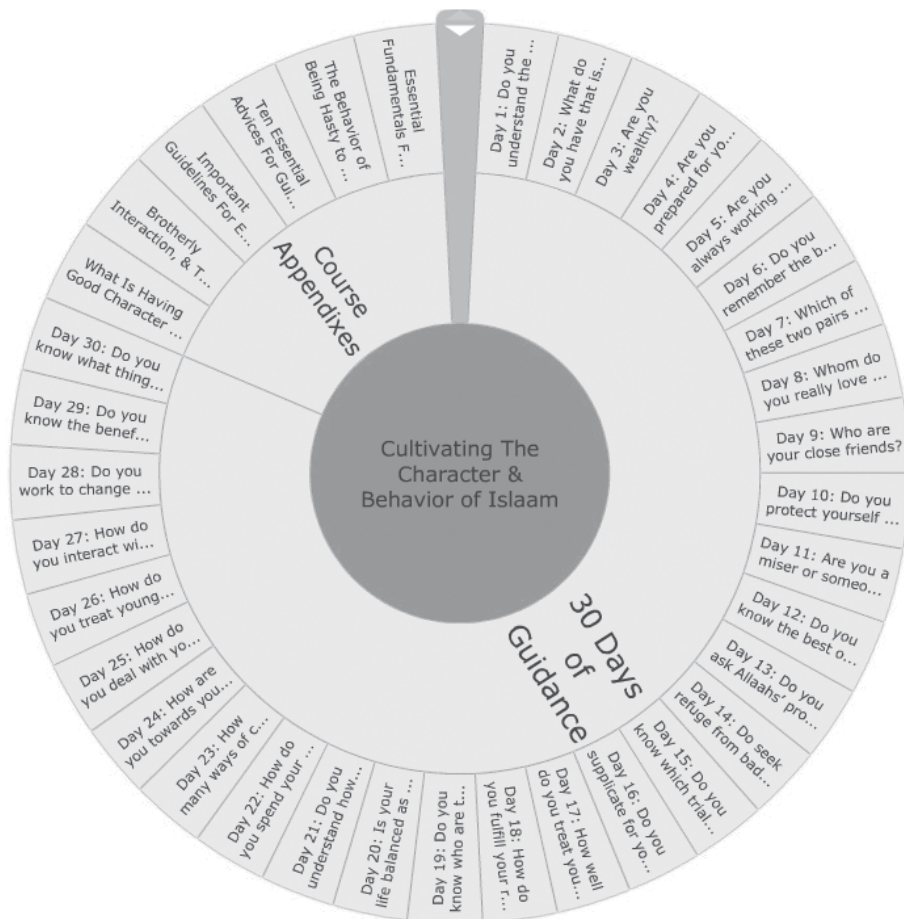 Cultivating The
Character &
Behavior of Islaam
30 Days
of
Guidance
Day 1: Do you
understand the ...
Day 2: What do
you have that is...
Day 3: Are you
wealthy?
Day 4: Are you
prepared for yo...
Day 5: Are you
always working ...
Day 6: Do you
remember the b...
Day 7: Which of
these two pairs ...
Day 8: Whom do
you really love ...
Day 9: Who are
your close friends?
Day 10: Do you
protect yourself ...
Day 11: Are you a
miser or someo...
Day 12: Do you
know the best o...
Day 13: Do you
ask Allaahs' pro...
Day 14: Do seek
refuge from bad...
Day 15: Do you
know which trial...
Day 16: Do you
supplicate for yo...
Day 17: How well
do you treat you...
Day 18: How do
you fulfill your r...
Day 19: Do you
know who are t...
Day 20: Is your
life balanced as ...
Day 21: Do you
understand how...
Day 22: How do
you spend your ...
Day 23: How
many ways of c...
Day 24: How are
you towards you...
Day 25: How do
you deal with yo...
Day 26: How do
you treat young...
Day 27: How do
you interact wi...
Day 28: Do you
work to change ...
Day 29: Do you
know the benef...
Day 30: Do you
know what thing...
Course
Appendixes
What Is Having
Good Character ...
Brotherly
Interaction, & T...
Important
Guidelines For E...
Ten Essential
Advices For Gui...
The Behavior of
Being Hasty to ...
Essential
Fundamentals F...